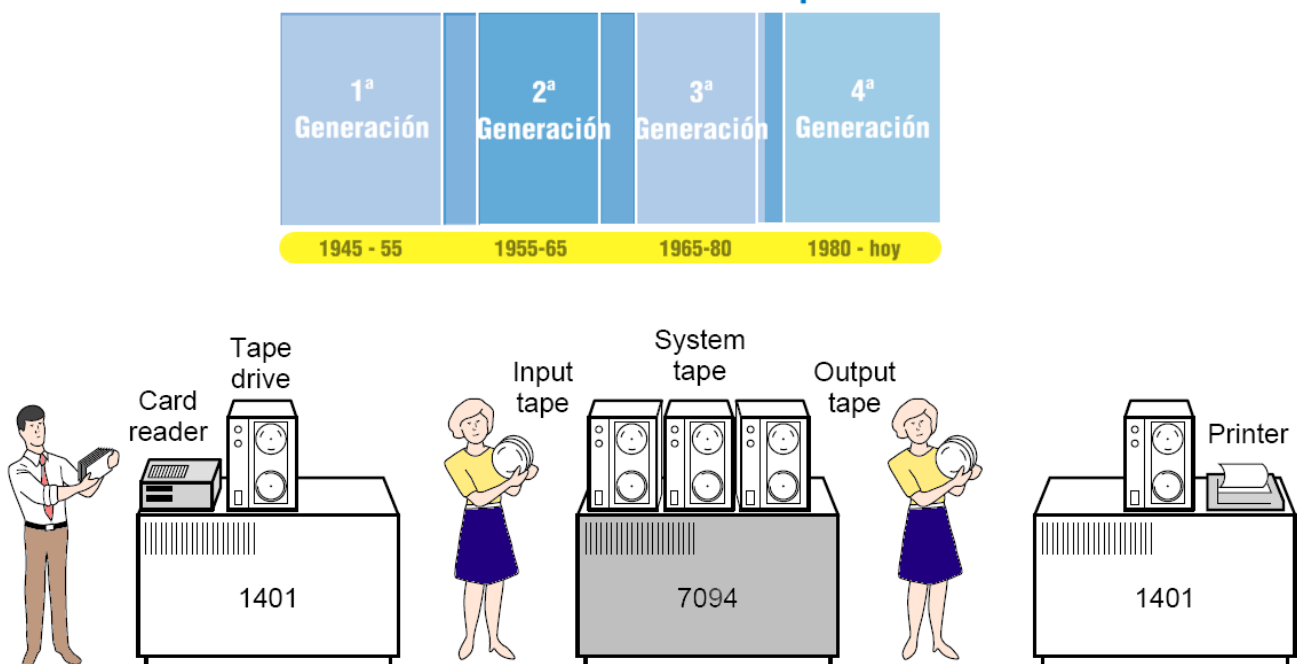 1ª
Generación
2ª
Generación
3ª
Generación
4ª
Generación
1945 - 55
1955-65
1965-80
1980 - hoy
Tape
drive
Card
reader
Input
tape
System
tape
Output
tape
Printer
1401
7094
1401